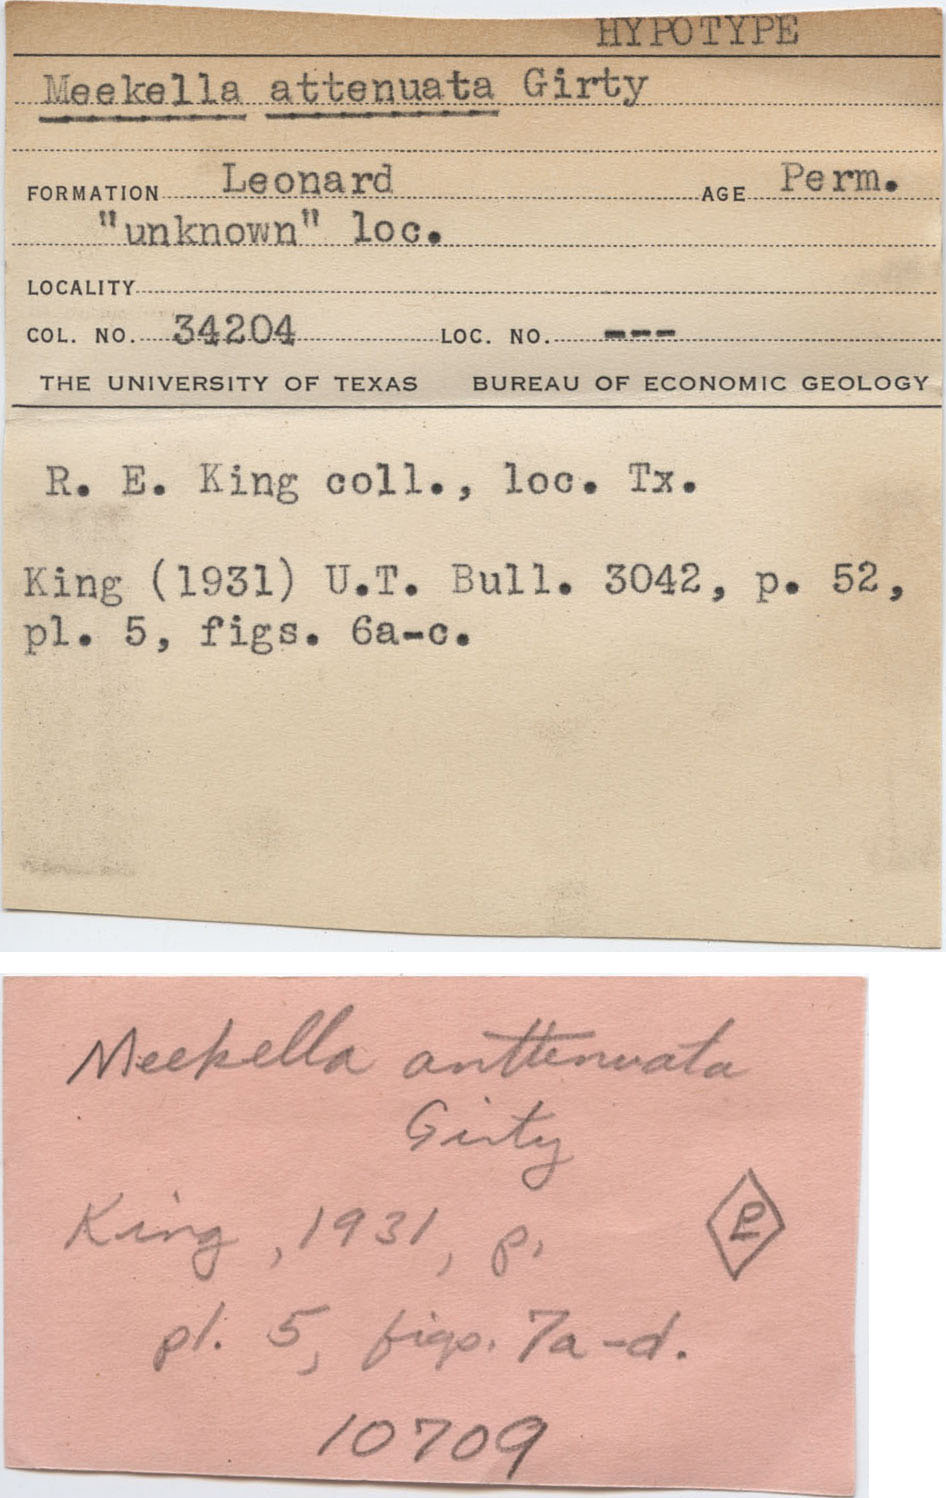 HYPOTYPE
Meekella attenuata Girty
FORMATION Leonard AGE Perm.
"unknown" loc.
LOCALITY
COL. NO. 34204 LOC. NO. ---
THE UNIVERSITY OF TEXAS BUREAU OF ECONOMIC GEOLOGY
R. E. King coll., loc. Tx.
King (1931) U.T. Bull. 3042, p. 52,
pl. 5, figs. 6a-c.
Meekella anttenuata
Girty
King, 1931, p.
P
pl. 5, figs. 7a-d.
10709